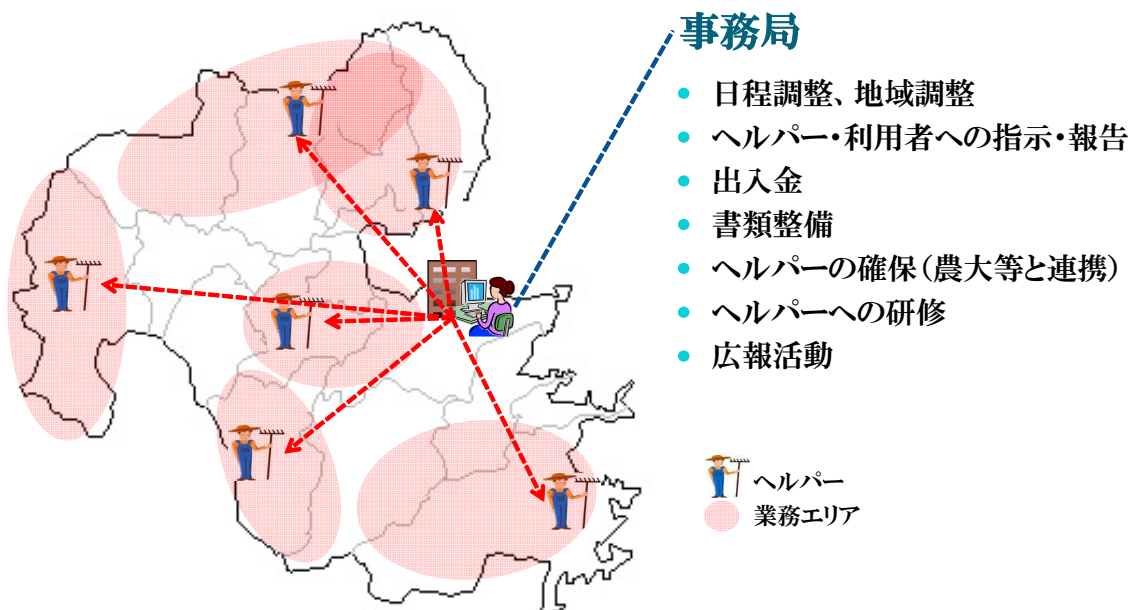 事務局
• 日程調整、地域調整
• ヘルパー・利用者への指示・報告
• 出入金
• 書類整備
• ヘルパーの確保（農大等と連携）
• ヘルパーへの研修
• 広報活動
ヘルパー
業務エリア